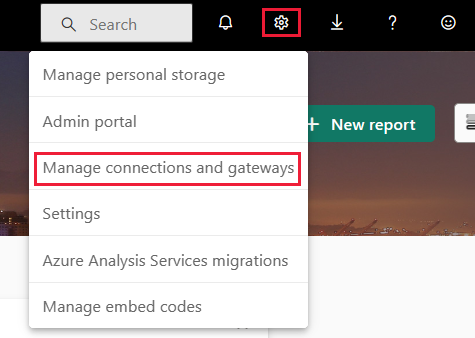 Search
?
Manage personal storage
Admin portal
+ New report
Manage connections and gateways
Settings
Azure Analysis Services migrations
Manage embed codes